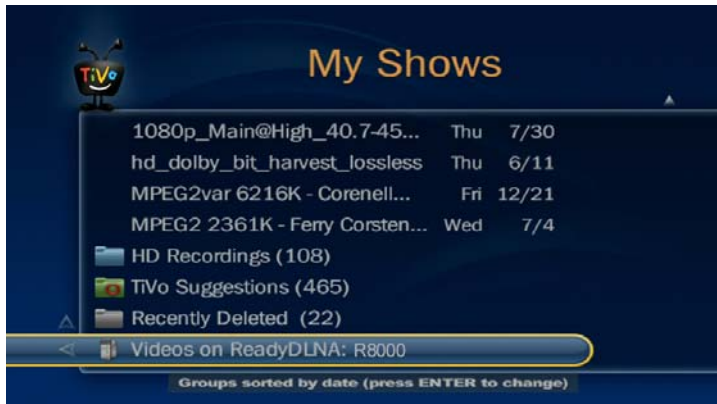 TiVo
My Shows
1080p_Main@High_40.7-45... Thu 7/30
hd_dolby_bit_harvest_lossless Thu 6/11
MPEG2var 6216K - Corenell... Fri 12/21
MPEG2 2361K - Ferry Corsten... Wed 7/4
HD Recordings (108)
TiVo Suggestions (465)
Recently Deleted (22)
Videos on ReadyDLNA: R8000
Groups sorted by date (press ENTER to change)